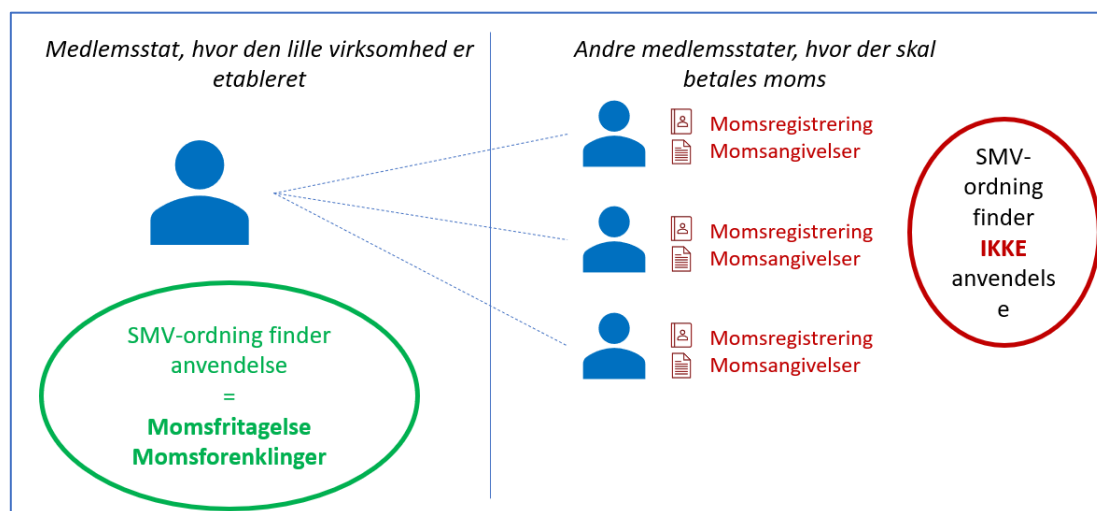 Medlemsstat, hvor den lille virksomhed er
etableret
SMV-ordning finder
anvendelse
=
Momsfritagelse
Momsforenklinger
Andre medlemsstater, hvor der skal
betales moms
Momsregistrering
Momsangivelser
Momsregistrering
Momsangivelser
Momsregistrering
Momsangivelser
SMV-
ordning
finder
IKKE
anvendels
e